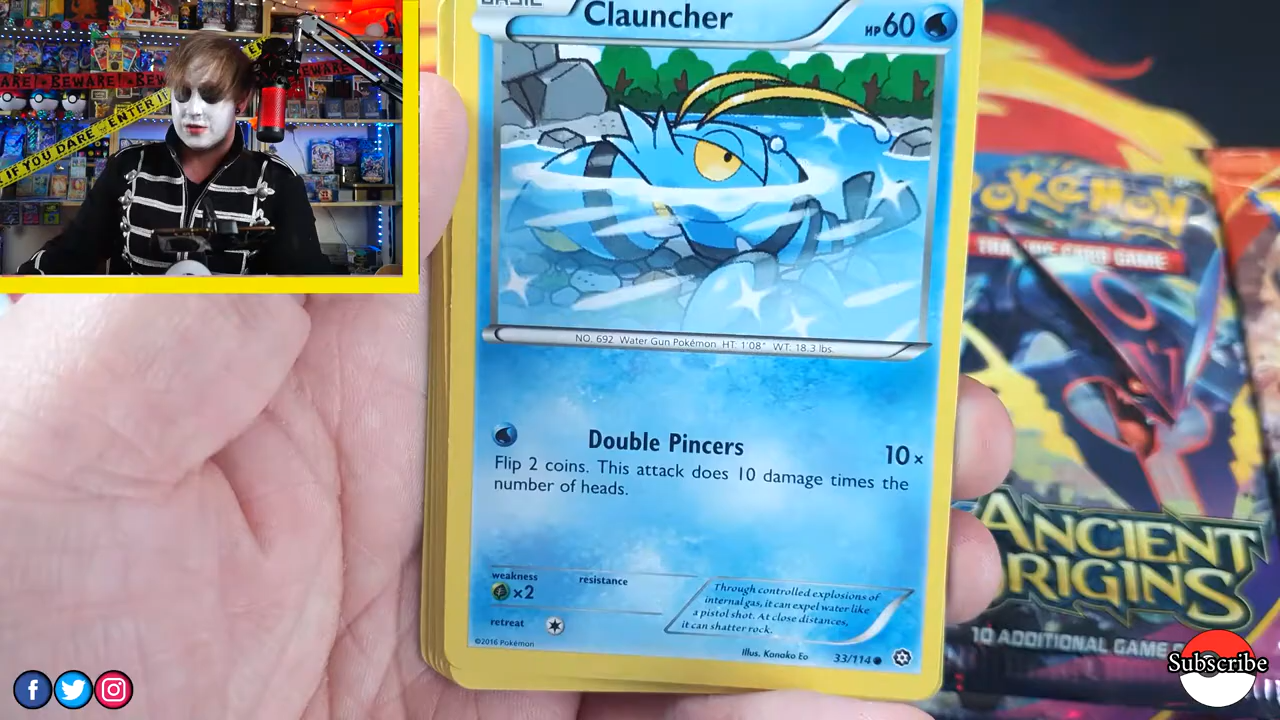 BEWARE BEWARE
BEWARE
IF YOU DARE ENTER IF
BASIC
Clauncher
HP60
NO. 692 Water Gun Pokémon HT: 1'08" WT: 18.3 lbs.
Double Pincers 10×
Flip 2 coins. This attack does 10 damage times the
number of heads.
weakness
resistance
×2
retreat
Through controlled explosions of
internal gas, it can expel water like
a pistol shot. At close distances,
it can shatter rock.
©2016 Pokémon
Illus. Kanako Eo
33/114
POKéMON
TRADING CARD GAME
ANCIENT
ORIGINS
10 ADDITIONAL GAME
Subscribe